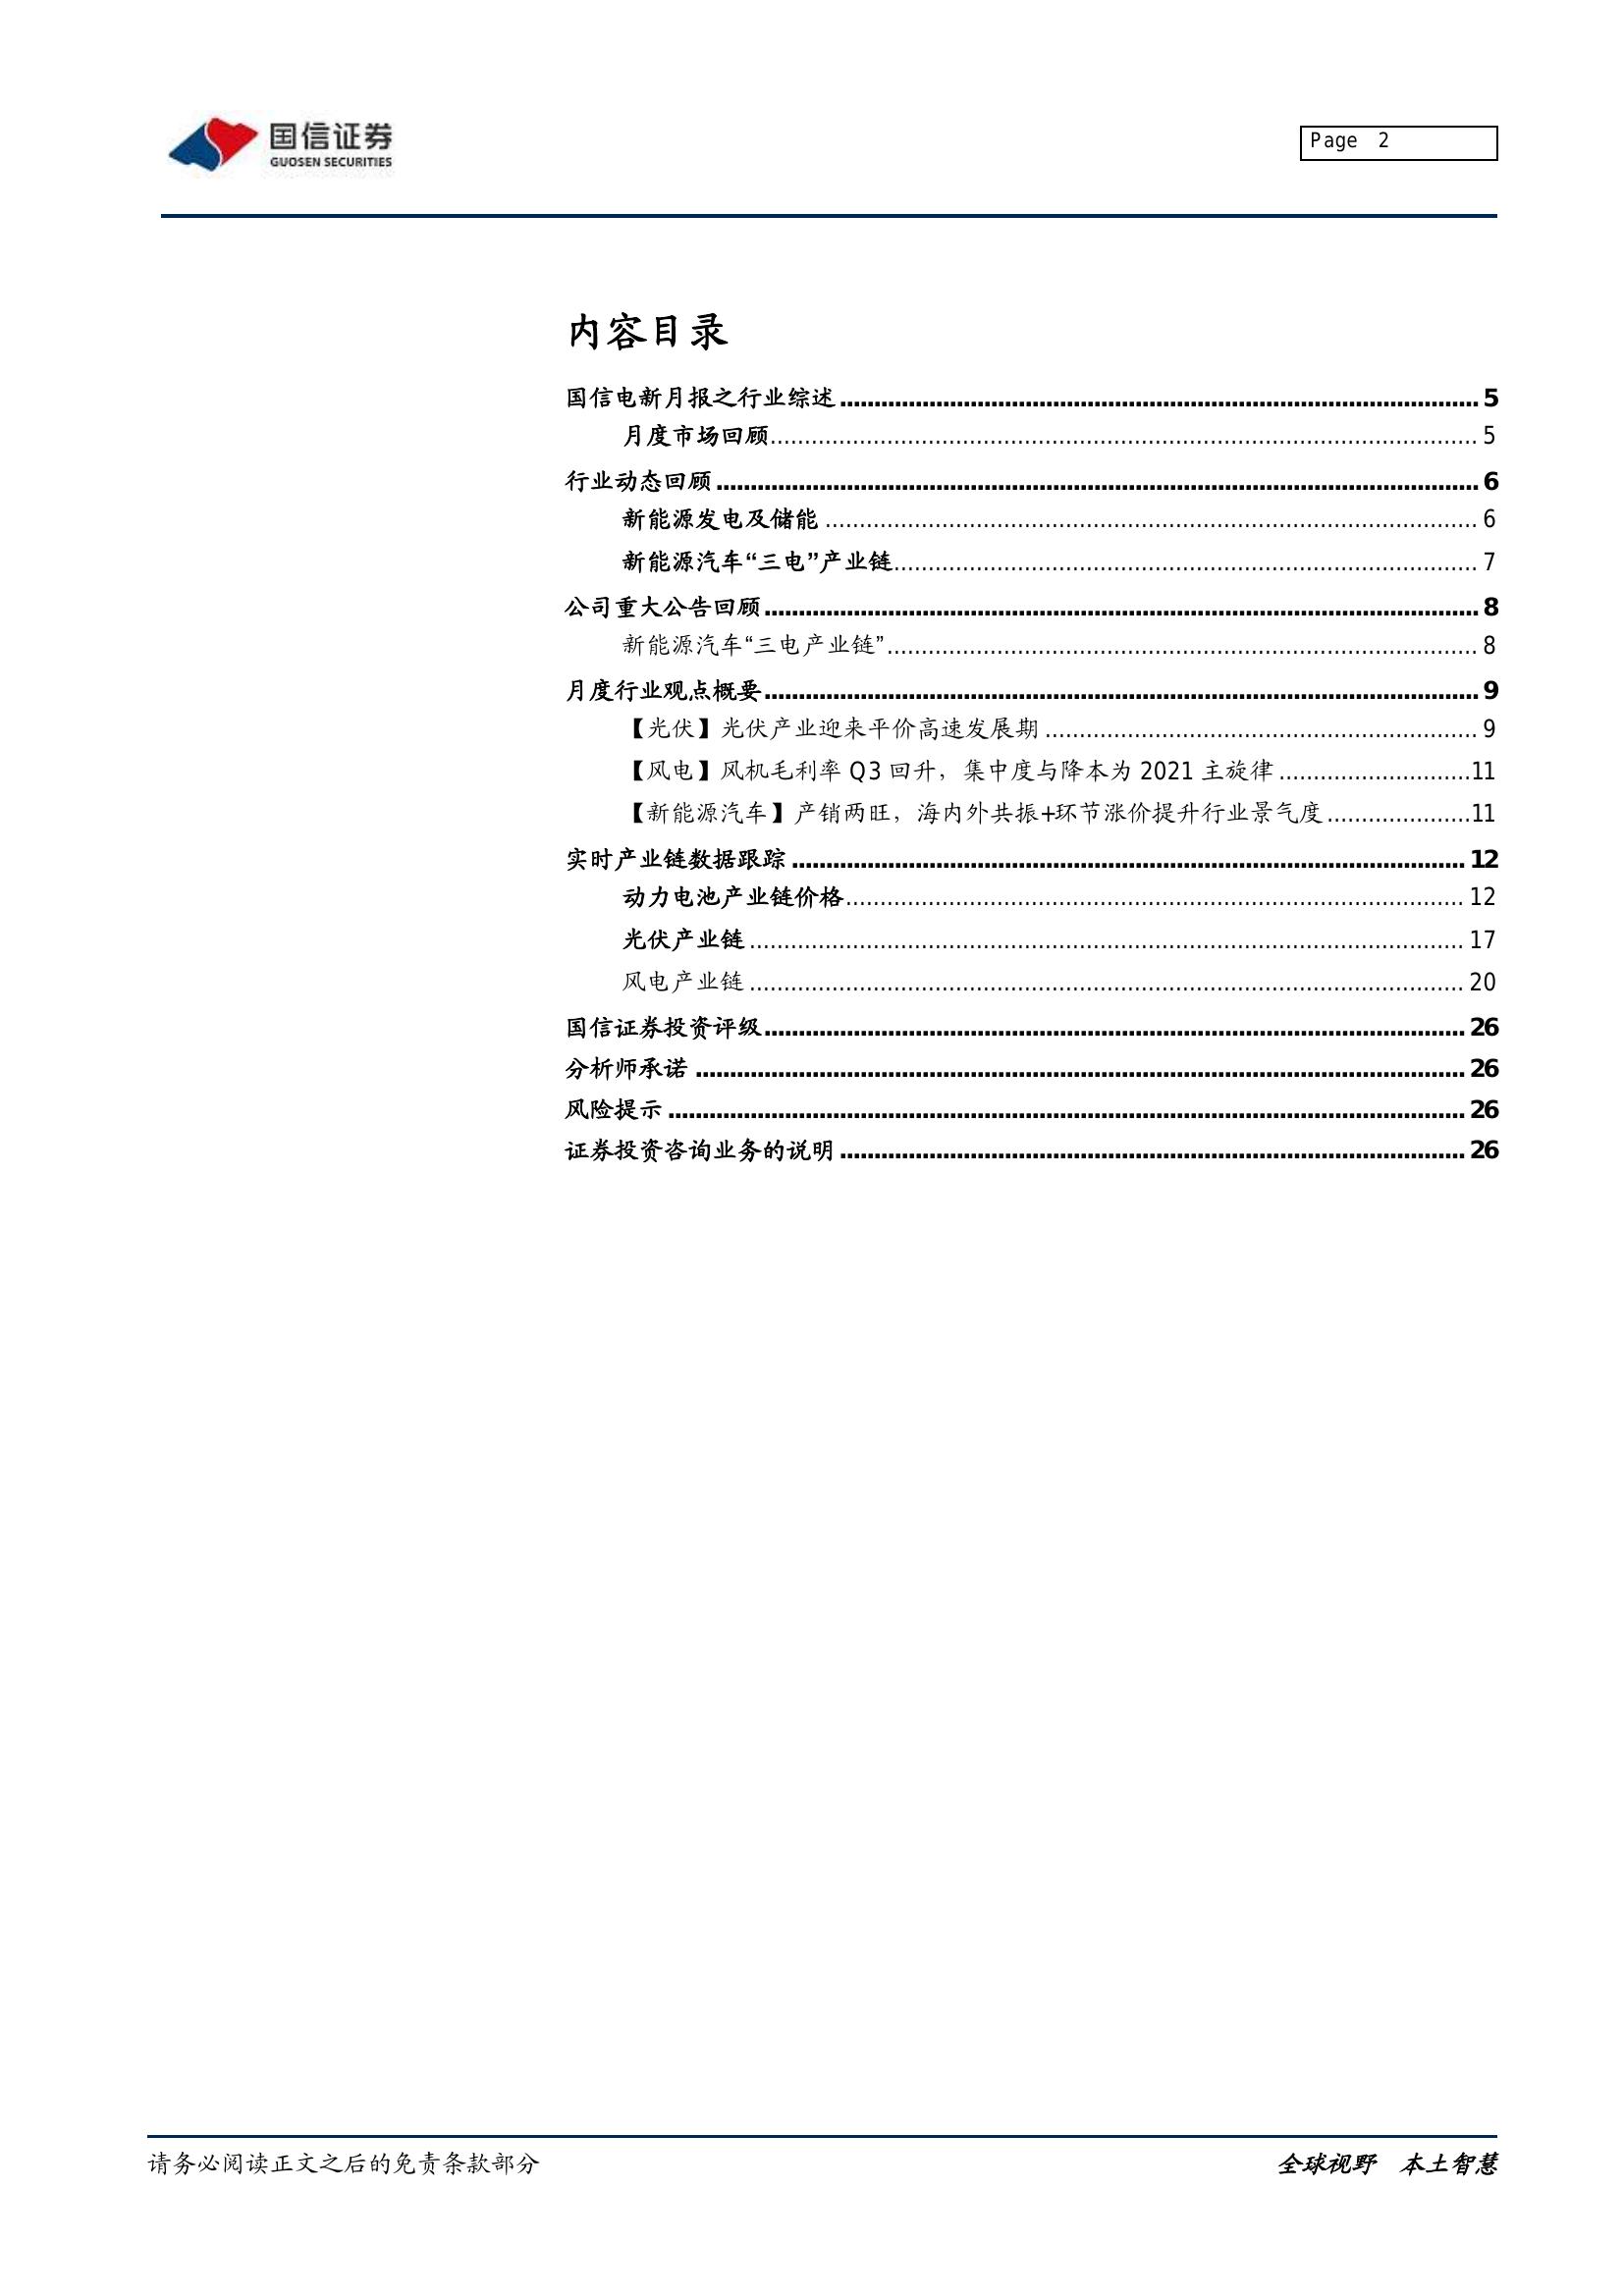 国信证券
GUOSEN SECURITIES
Page 2
内容目录
国信电新月报之行业综述 5
月度市场回顾 5
行业动态回顾 6
新能源发电及储能 6
新能源汽车“三电”产业链 7
公司重大公告回顾 8
新能源汽车“三电产业链” 8
月度行业观点概要 9
【光伏】光伏产业迎来平价高速发展期 9
【风电】风机毛利率 Q3 回升，集中度与降本为 2021 主旋律 11
【新能源汽车】产销两旺，海内外共振+环节涨价提升行业景气度 11
实时产业链数据跟踪 12
动力电池产业链价格 12
光伏产业链 17
风电产业链 20
国信证券投资评级 26
分析师承诺 26
风险提示 26
证券投资咨询业务的说明 26
请务必阅读正文之后的免责条款部分
全球视野 本土智慧